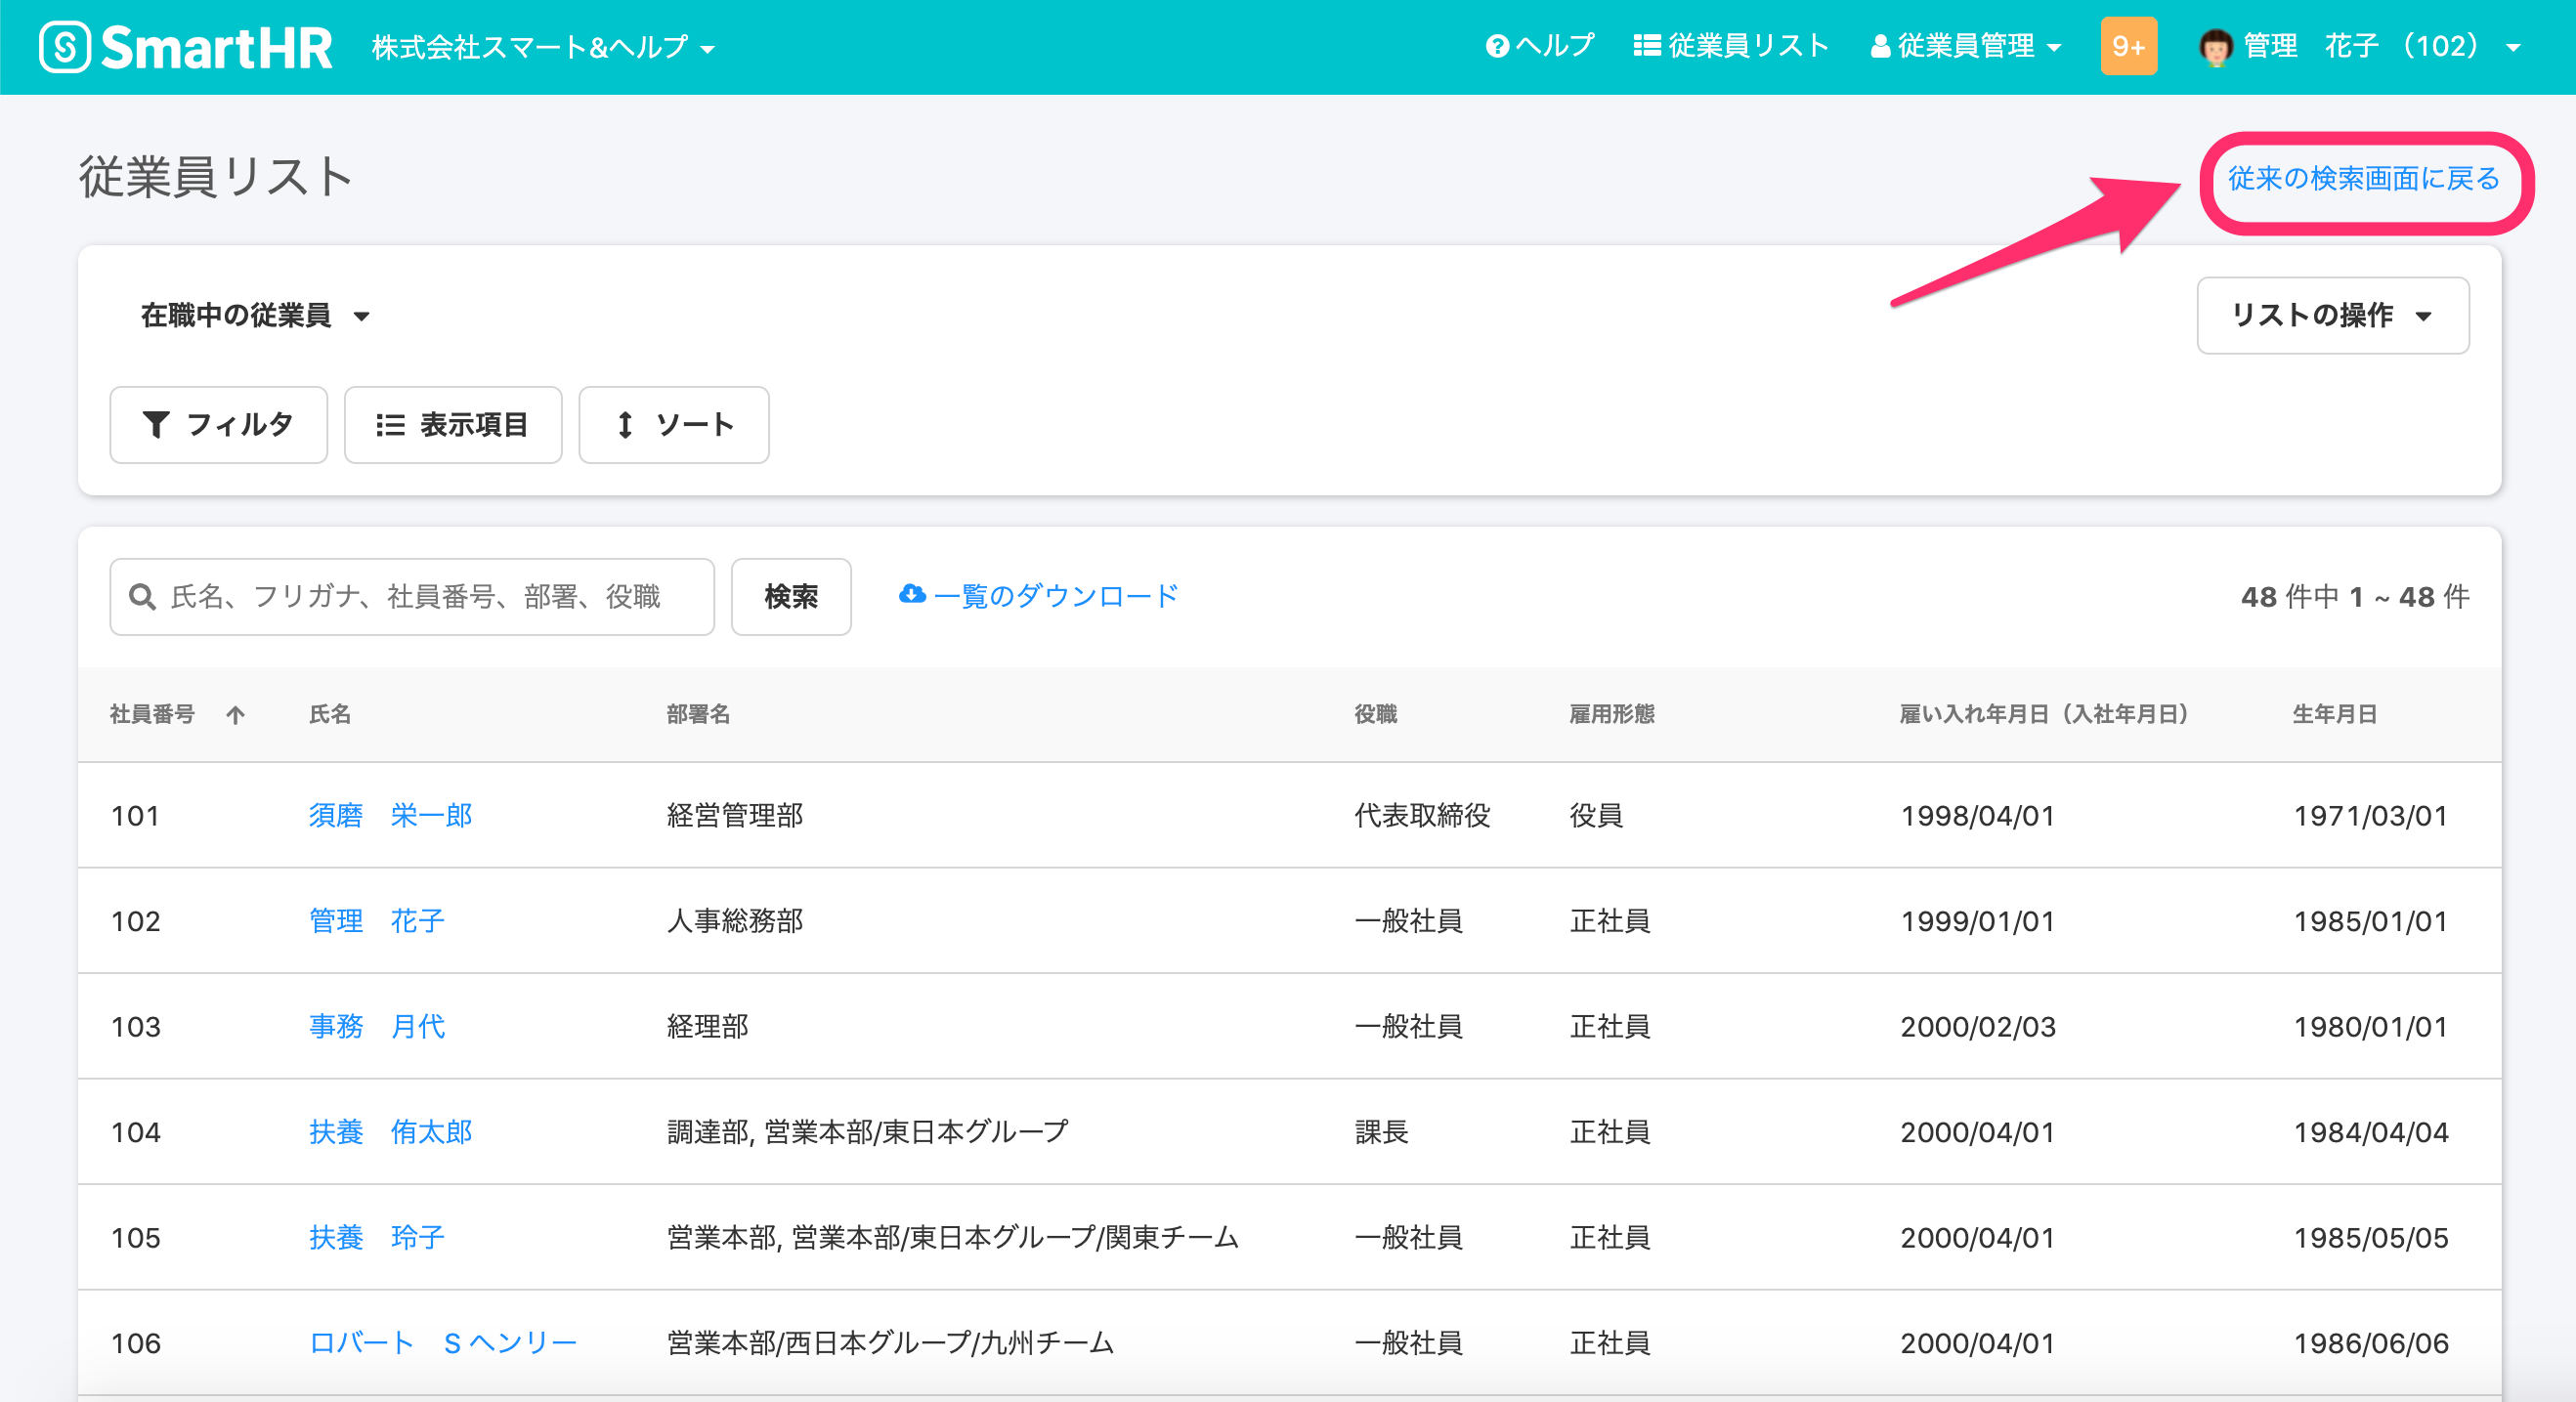 SmartHR 株式会社スマート&ヘルプ ヘルプ 従業員リスト 従業員管理 9+ 管理　花子（102）
従業員リスト 従来の検索画面に戻る
在職中の従業員 リストの操作
フィルタ 表示項目 ソート
氏名、フリガナ、社員番号、部署、役職 検索 一覧のダウンロード 48 件中 1 ~ 48 件
社員番号 氏名 部署名 役職 雇用形態 雇い入れ年月日（入社年月日） 生年月日
101 須磨　栄一郎 経営管理部 代表取締役 役員 1998/04/01 1971/03/01
102 管理　花子 人事総務部 一般社員 正社員 1999/01/01 1985/01/01
103 事務　月代 経理部 一般社員 正社員 2000/02/03 1980/01/01
104 扶養　侑太郎 調達部, 営業本部/東日本グループ 課長 正社員 2000/04/01 1984/04/04
105 扶養　玲子 営業本部, 営業本部/東日本グループ/関東チーム 一般社員 正社員 2000/04/01 1985/05/05
106 ロバート　S ヘンリー 営業本部/西日本グループ/九州チーム 一般社員 正社員 2000/04/01 1986/06/06